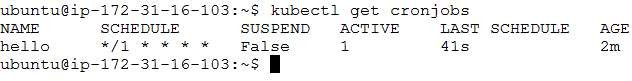 ubuntu@ip-172-31-16-103:~$ kubectl get cronjobs
NAME    SCHEDULE      SUSPEND   ACTIVE   LAST SCHEDULE   AGE
hello   */1 * * * *   False     1        41s             2m
ubuntu@ip-172-31-16-103:~$